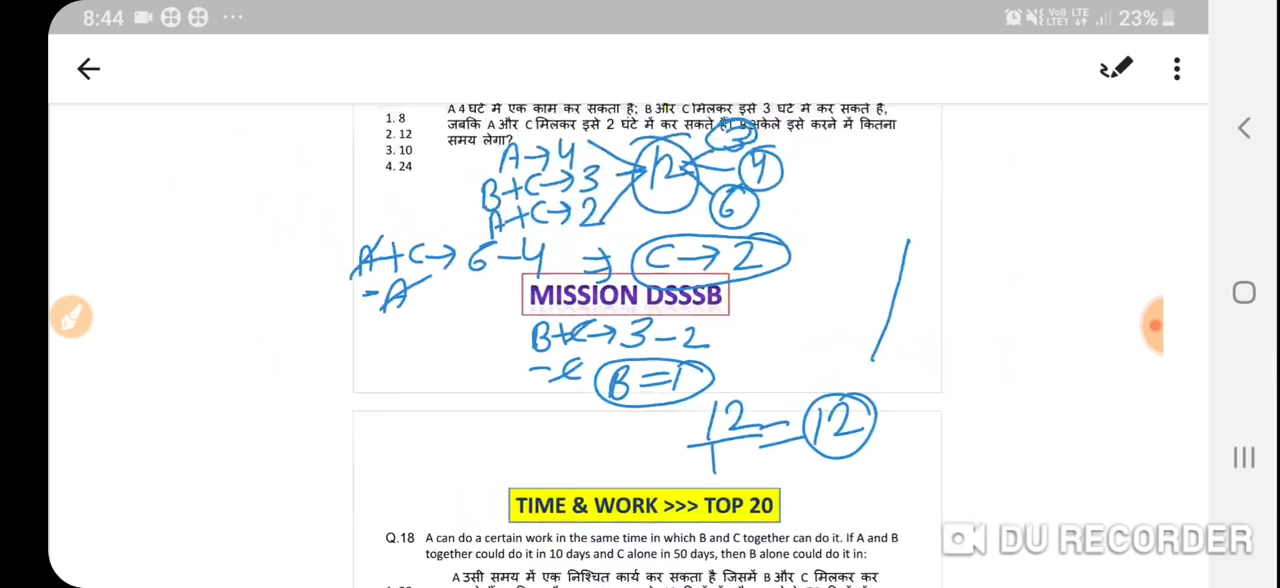 8:44 ... Vo)) LTE LTE1 23%
A 4 घंटे में एक काम कर सकता है; B और C मिलकर इसे 3 घंटे में कर सकते हैं,
1. 8 जबकि A और C मिलकर इसे 2 घंटे में कर सकते हैं। B अकेले इसे करने में कितना
2. 12 समय लेगा?
3. 10
4. 24
A→4 12 3
B+C→3 4
A+C→2 6
A+C→6-4 ⇒ C→2
-A
MISSION DSSSB
B+C→3-2
-C B=1
12/1=12
TIME & WORK >>> TOP 20
Q.18 A can do a certain work in the same time in which B and C together can do it. If A and B
together could do it in 10 days and C alone in 50 days, then B alone could do it in:
A उसी समय में एक निश्चित कार्य कर सकता है जिसमें B और C मिलकर कर
DU RECORDER